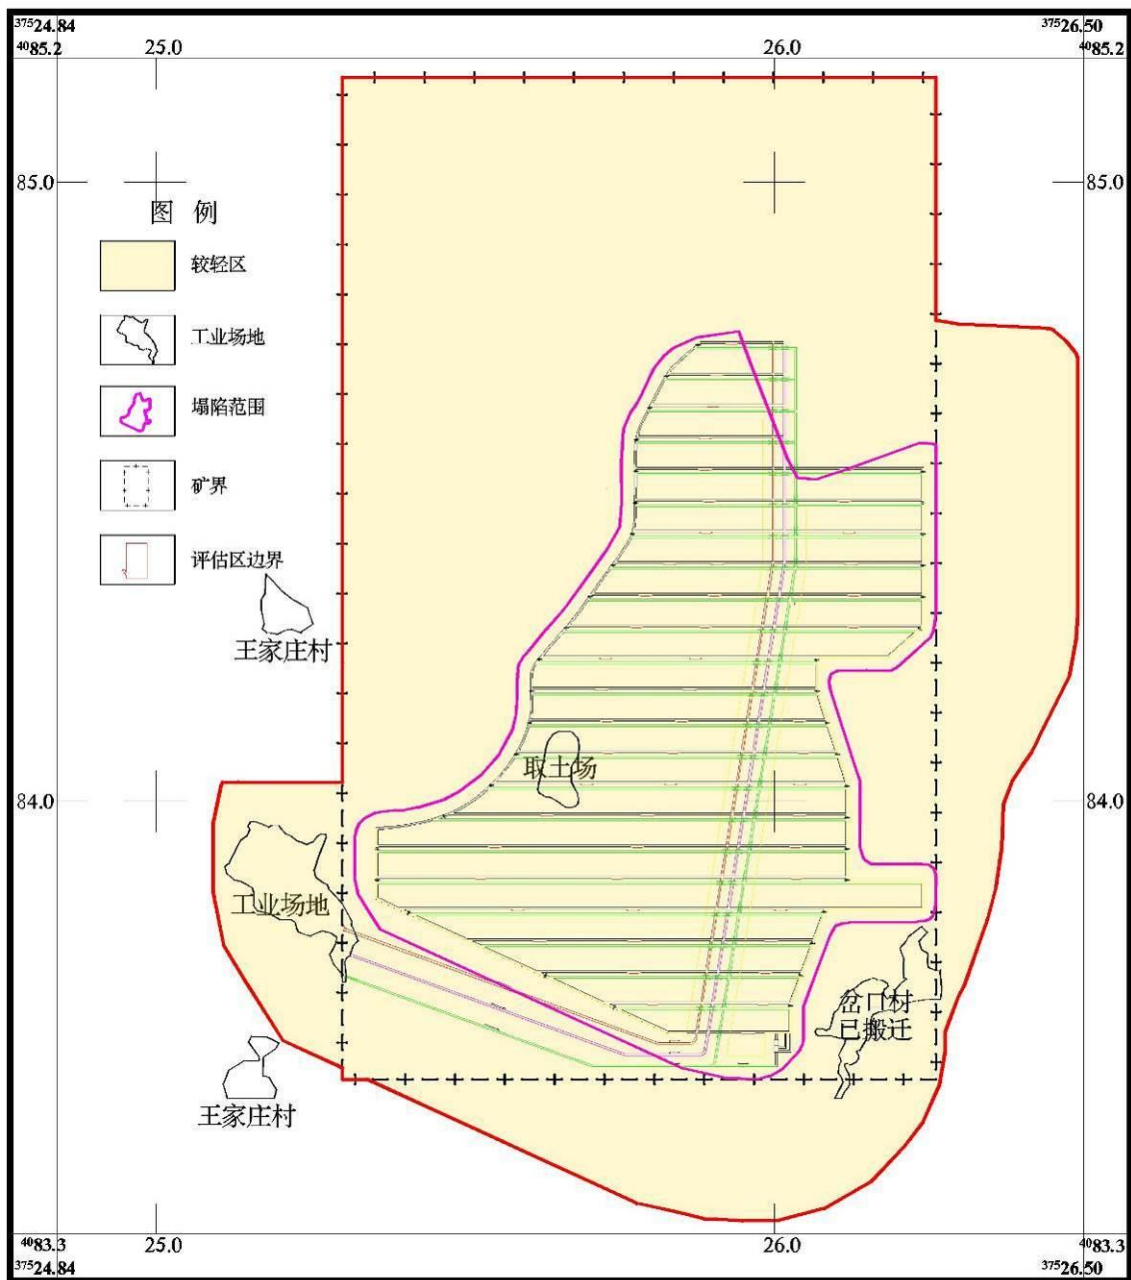 37524.84
37526.50
4085.2
25.0
26.0
4085.2
85.0
85.0
图 例
较轻区
工业场地
塌陷范围
矿界
评估区边界
王家庄村
取土场
84.0
84.0
工业场地
岔口村
已搬迁
王家庄村
4083.3
25.0
26.0
4083.3
37524.84
37526.50